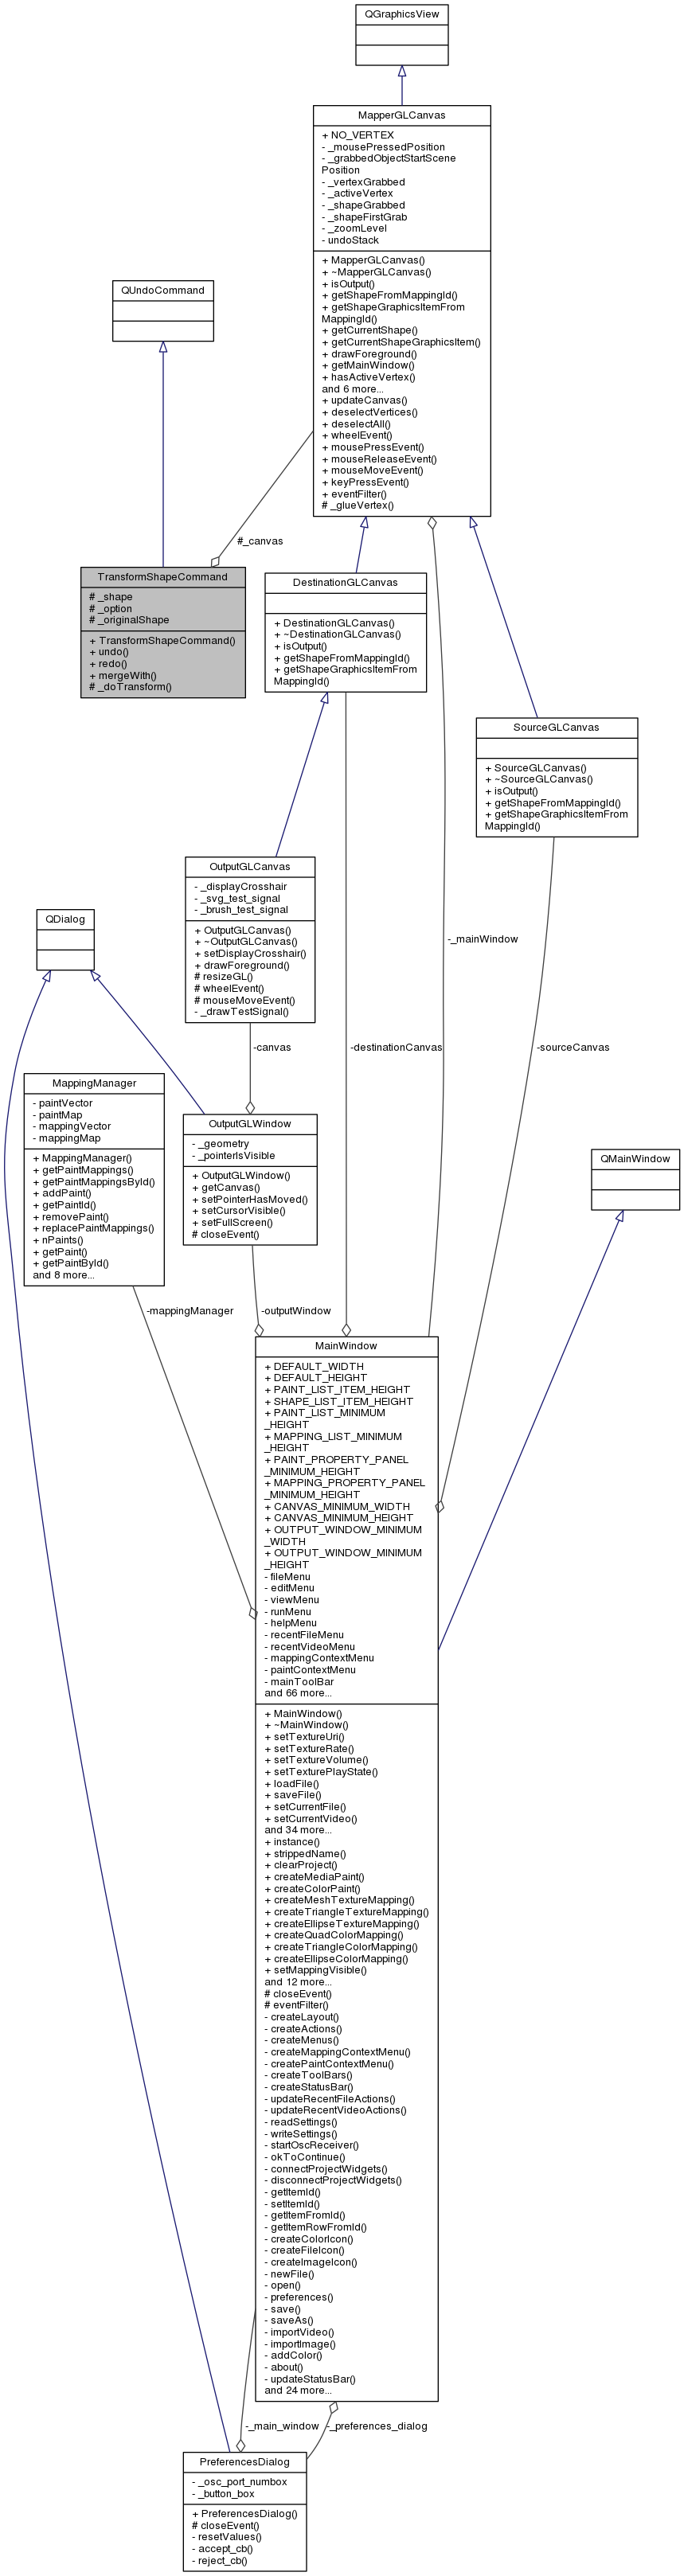 QGraphicsView
MapperGLCanvas
+ NO_VERTEX
- _mousePressedPosition
- _grabbedObjectStartScene
Position
- _vertexGrabbed
- _activeVertex
- _shapeGrabbed
- _shapeFirstGrab
- _zoomLevel
- undoStack
+ MapperGLCanvas()
+ ~MapperGLCanvas()
+ isOutput()
+ getShapeFromMappingId()
+ getShapeGraphicsItemFrom
MappingId()
+ getCurrentShape()
+ getCurrentShapeGraphicsItem()
+ drawForeground()
+ getMainWindow()
+ hasActiveVertex()
and 6 more...
+ updateCanvas()
+ deselectVertices()
+ deselectAll()
+ wheelEvent()
+ mousePressEvent()
+ mouseReleaseEvent()
+ mouseMoveEvent()
+ keyPressEvent()
+ eventFilter()
# _glueVertex()
QUndoCommand
#_canvas
TransformShapeCommand
# _shape
# _option
# _originalShape
+ TransformShapeCommand()
+ undo()
+ redo()
+ mergeWith()
# _doTransform()
DestinationGLCanvas
+ DestinationGLCanvas()
+ ~DestinationGLCanvas()
+ isOutput()
+ getShapeFromMappingId()
+ getShapeGraphicsItemFrom
MappingId()
SourceGLCanvas
+ SourceGLCanvas()
+ ~SourceGLCanvas()
+ isOutput()
+ getShapeFromMappingId()
+ getShapeGraphicsItemFrom
MappingId()
OutputGLCanvas
- _displayCrosshair
- _svg_test_signal
- _brush_test_signal
+ OutputGLCanvas()
+ ~OutputGLCanvas()
+ setDisplayCrosshair()
+ drawForeground()
# resizeGL()
# wheelEvent()
# mouseMoveEvent()
- _drawTestSignal()
QDialog
-_mainWindow
-canvas
-destinationCanvas
-sourceCanvas
MappingManager
- paintVector
- paintMap
- mappingVector
- mappingMap
+ MappingManager()
+ getPaintMappings()
+ getPaintMappingsById()
+ addPaint()
+ getPaintId()
+ removePaint()
+ replacePaintMappings()
+ nPaints()
+ getPaint()
+ getPaintById()
and 8 more...
OutputGLWindow
- _geometry
- _pointerIsVisible
+ OutputGLWindow()
+ getCanvas()
+ setPointerHasMoved()
+ setCursorVisible()
+ setFullScreen()
# closeEvent()
QMainWindow
-mappingManager
-outputWindow
MainWindow
+ DEFAULT_WIDTH
+ DEFAULT_HEIGHT
+ PAINT_LIST_ITEM_HEIGHT
+ SHAPE_LIST_ITEM_HEIGHT
+ PAINT_LIST_MINIMUM
_HEIGHT
+ MAPPING_LIST_MINIMUM
_HEIGHT
+ PAINT_PROPERTY_PANEL
_MINIMUM_HEIGHT
+ MAPPING_PROPERTY_PANEL
_MINIMUM_HEIGHT
+ CANVAS_MINIMUM_WIDTH
+ CANVAS_MINIMUM_HEIGHT
+ OUTPUT_WINDOW_MINIMUM
_WIDTH
+ OUTPUT_WINDOW_MINIMUM
_HEIGHT
- fileMenu
- editMenu
- viewMenu
- runMenu
- helpMenu
- recentFileMenu
- recentVideoMenu
- mappingContextMenu
- paintContextMenu
- mainToolBar
and 66 more...
+ MainWindow()
+ ~MainWindow()
+ setTextureUri()
+ setTextureRate()
+ setTextureVolume()
+ setTexturePlayState()
+ loadFile()
+ saveFile()
+ setCurrentFile()
+ setCurrentVideo()
and 34 more...
+ instance()
+ strippedName()
+ clearProject()
+ createMediaPaint()
+ createColorPaint()
+ createMeshTextureMapping()
+ createTriangleTextureMapping()
+ createEllipseTextureMapping()
+ createQuadColorMapping()
+ createTriangleColorMapping()
+ createEllipseColorMapping()
+ setMappingVisible()
and 12 more...
# closeEvent()
# eventFilter()
- createLayout()
- createActions()
- createMenus()
- createMappingContextMenu()
- createPaintContextMenu()
- createToolBars()
- createStatusBar()
- updateRecentFileActions()
- updateRecentVideoActions()
- readSettings()
- writeSettings()
- startOscReceiver()
- okToContinue()
- connectProjectWidgets()
- disconnectProjectWidgets()
- getItemId()
- setItemId()
- getItemFromId()
- getItemRowFromId()
- createColorIcon()
- createFileIcon()
- createImageIcon()
- newFile()
- open()
- preferences()
- save()
- saveAs()
- importVideo()
- importImage()
- addColor()
- about()
- updateStatusBar()
and 24 more...
-_main_window
-_preferences_dialog
PreferencesDialog
- _osc_port_numbox
- _button_box
+ PreferencesDialog()
# closeEvent()
- resetValues()
- accept_cb()
- reject_cb()